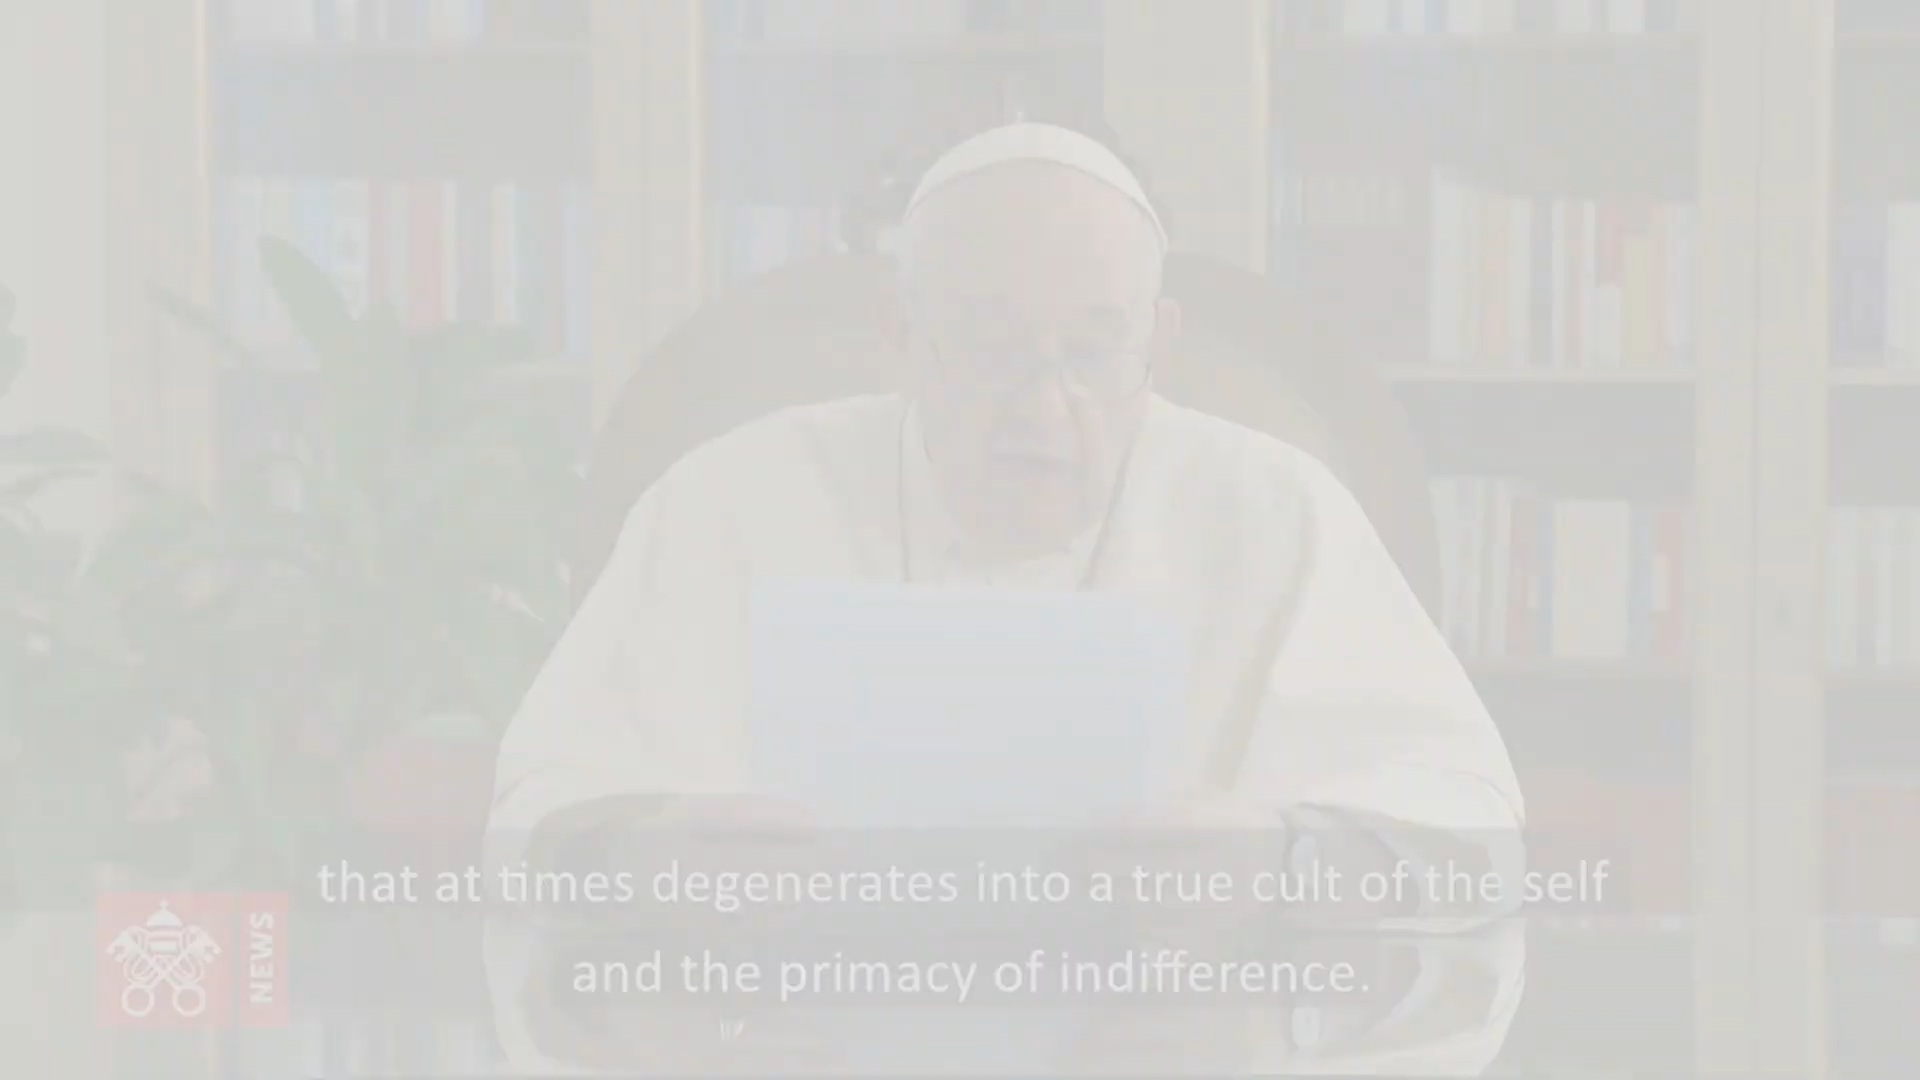 that at times degenerates into a true cult of the self
and the primacy of indifference.
NEWS